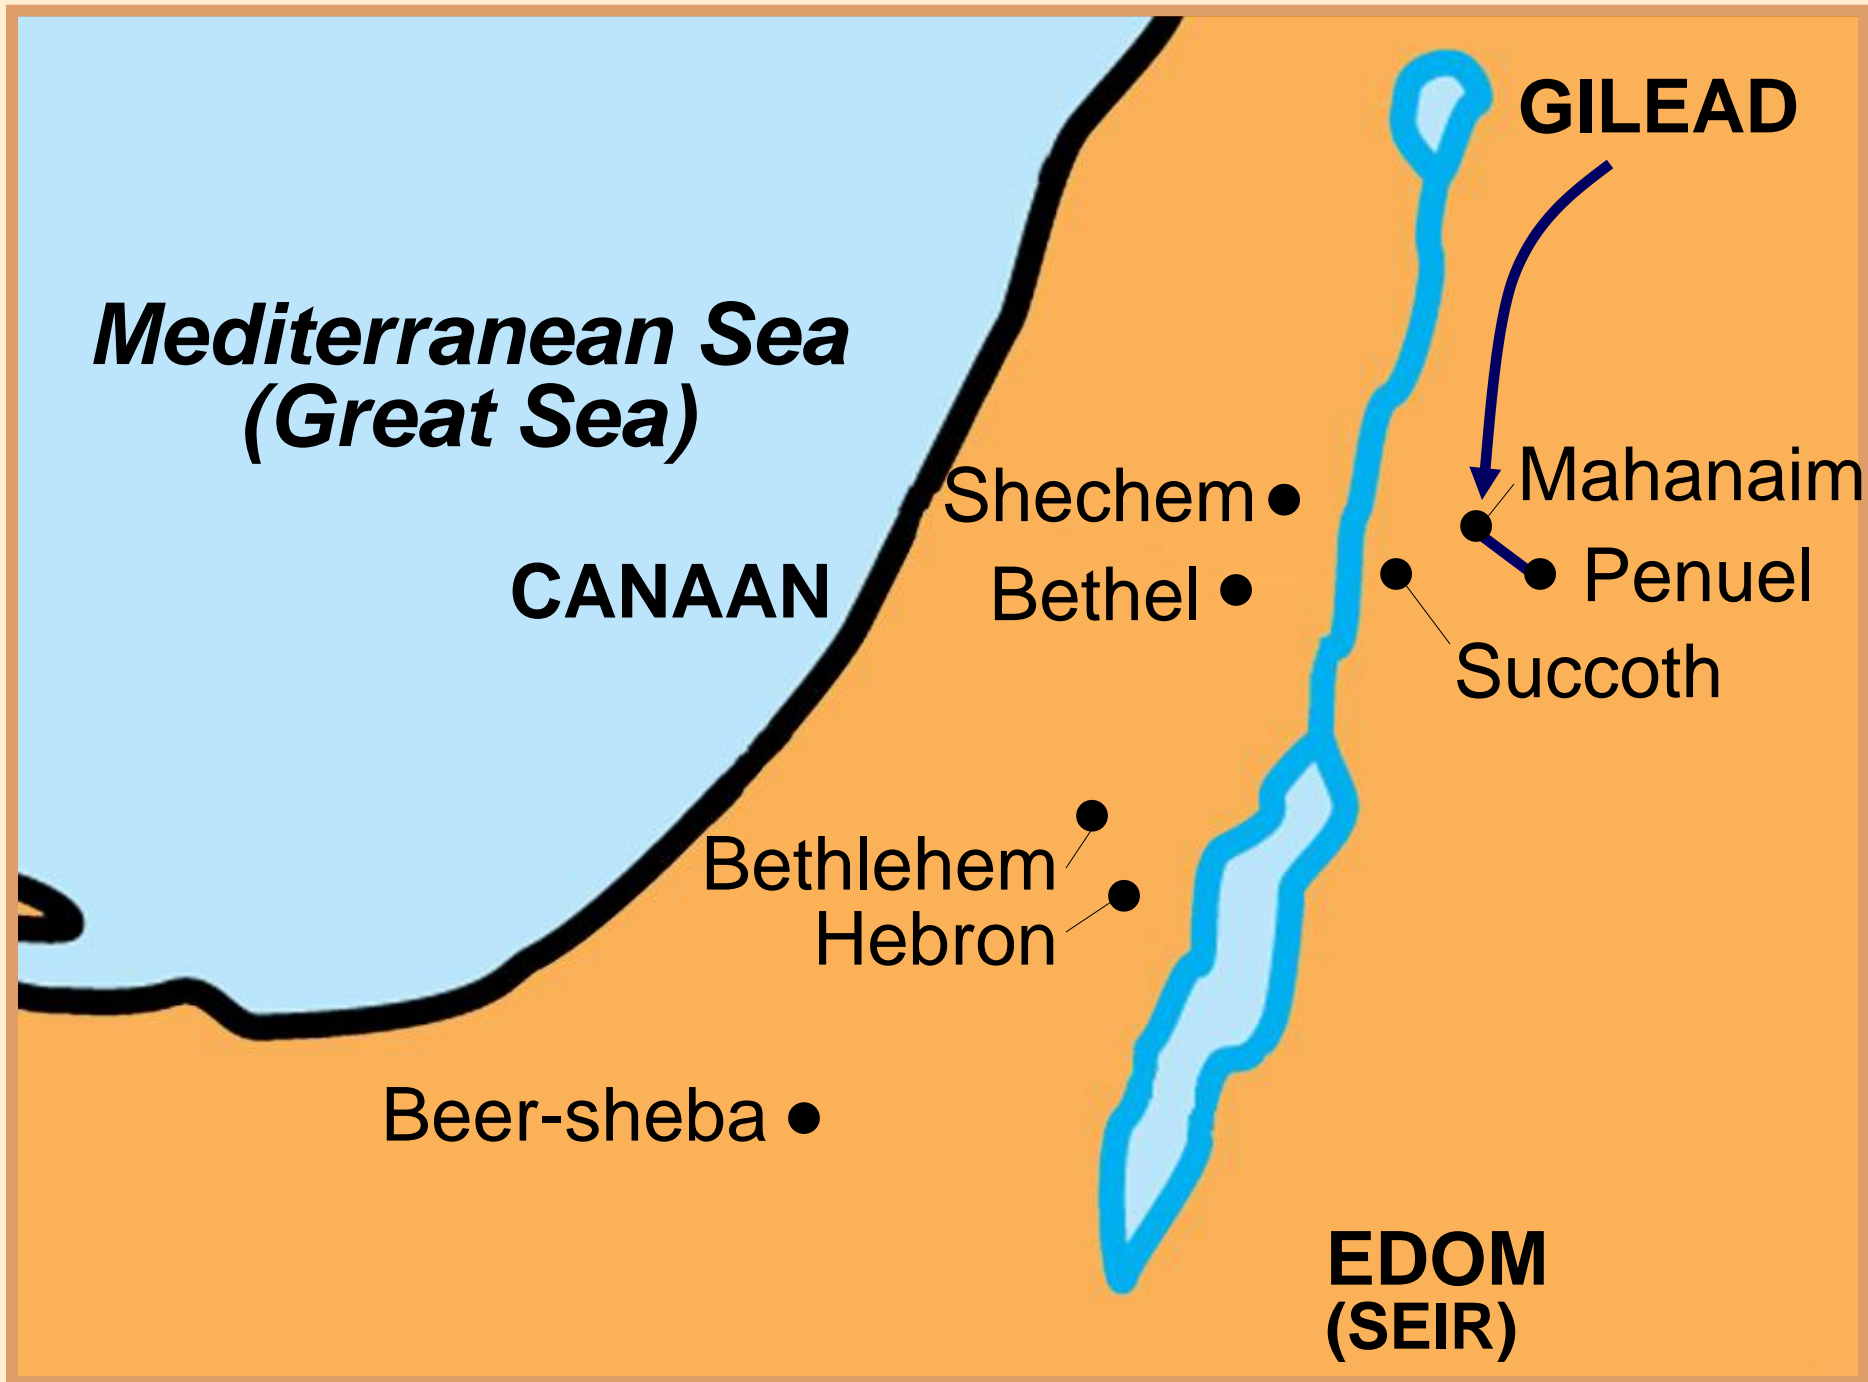 GILEAD
Mediterranean Sea
(Great Sea)
Mahanaim
Shechem
Penuel
CANAAN
Bethel
Succoth
Bethlehem
Hebron
Beer-sheba
EDOM
(SEIR)